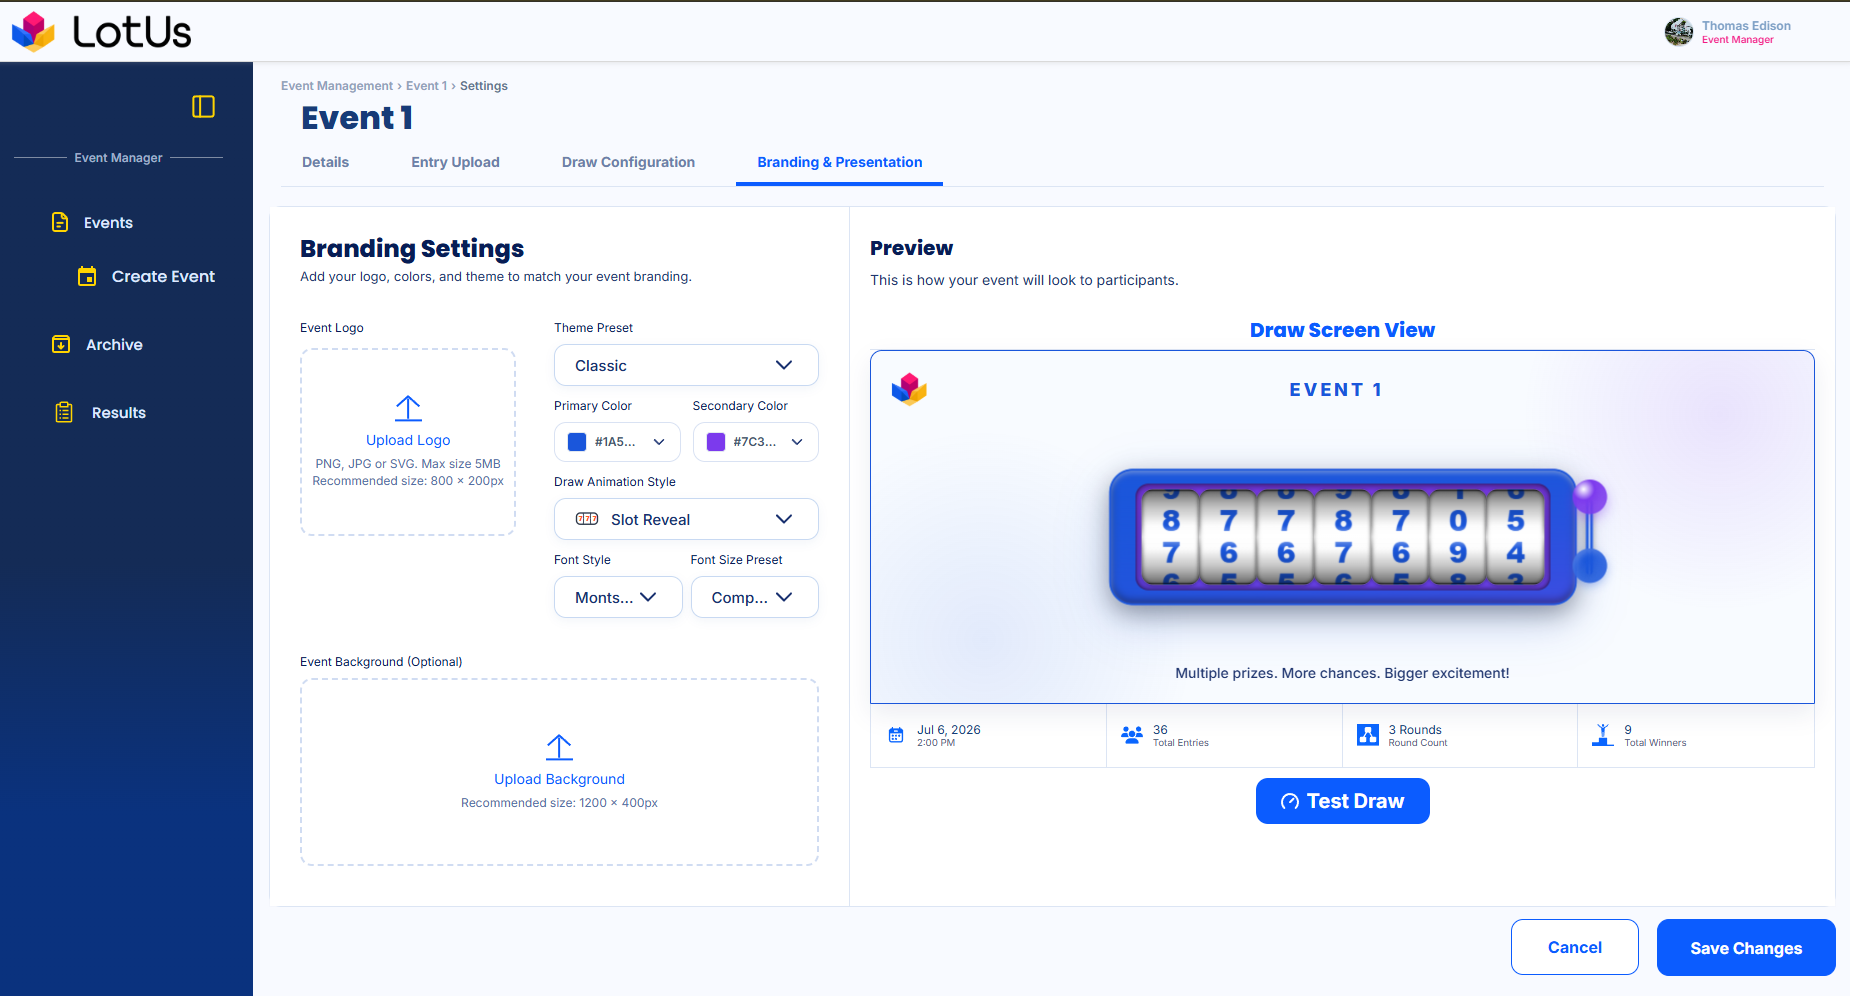 LotUs
Thomas Edison
Event Manager
Event Manager
Events
Create Event
Archive
Results
Event Management › Event 1 › Settings
Event 1
Details
Entry Upload
Draw Configuration
Branding & Presentation
Branding Settings
Add your logo, colors, and theme to match your event branding.
Event Logo
Upload Logo
PNG, JPG or SVG. Max size 5MB
Recommended size: 800 × 200px
Theme Preset
Classic
Primary Color
Secondary Color
#1A5...
#7C3...
Draw Animation Style
777 Slot Reveal
Font Style
Font Size Preset
Monts...
Comp...
Event Background (Optional)
Upload Background
Recommended size: 1200 × 400px
Preview
This is how your event will look to participants.
Draw Screen View
EVENT 1
8 7 7 8 7 0 5
7 6 6 7 6 9 4
Multiple prizes. More chances. Bigger excitement!
Jul 6, 2026
2:00 PM
36
Total Entries
3 Rounds
Round Count
9
Total Winners
Test Draw
Cancel
Save Changes